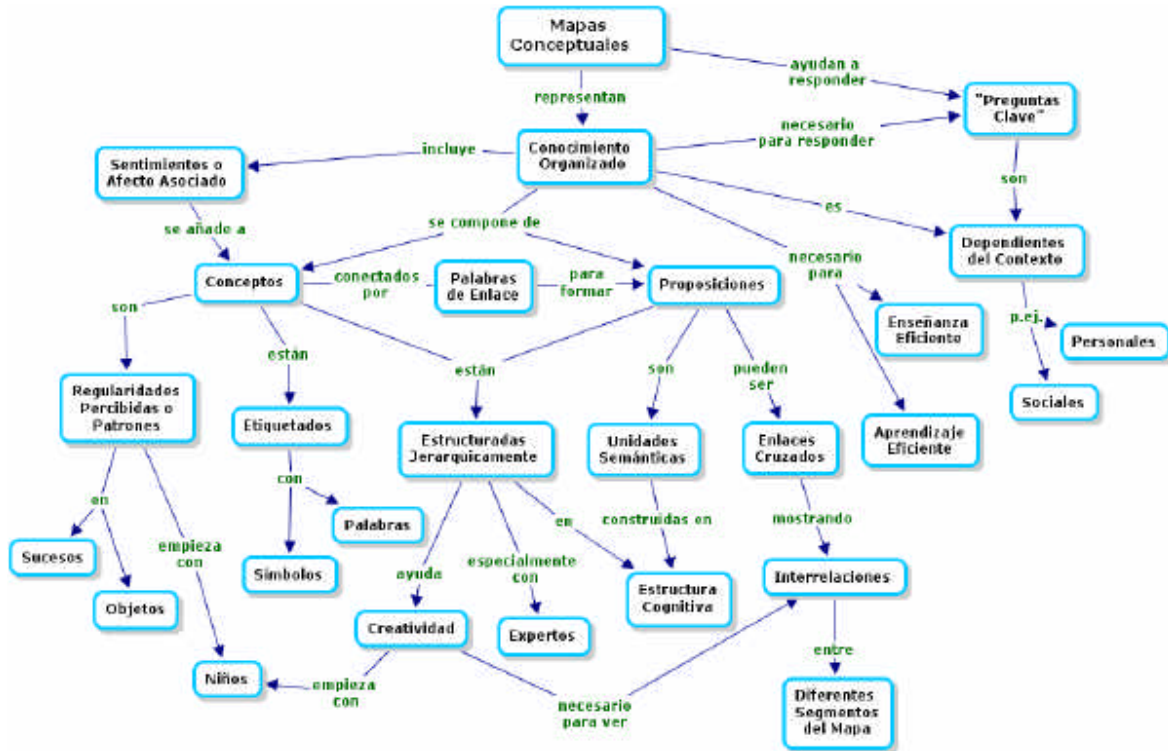 Mapas
Conceptuales
ayudan a
responder
representan
"Preguntas
Clave"
necesario
para responder
Conocimiento
Organizado
incluye
Sentimientos o
Afecto Asociado
son
es
se añade a
se compone de
Dependientes
del Contexto
necesario
para
Conceptos
conectados
por
Palabras
de Enlace
para
formar
Proposiciones
son
p.ej.
Enseñanza
Eficiente
Personales
están
están
son
pueden
ser
Regularidades
Percibidas o
Patrones
Sociales
Etiquetados
Estructuradas
Jerarquicamente
Unidades
Semánticas
Enlaces
Cruzados
Aprendizaje
Eficiente
en
con
Palabras
en
construidas en
mostrando
Sucesos
empieza
con
Símbolos
ayuda
especialmente
con
Estructura
Cognitiva
Interrelaciones
Objetos
Creatividad
Expertos
entre
Niños
empieza
con
necesario
para ver
Diferentes
Segmentos
del Mapa